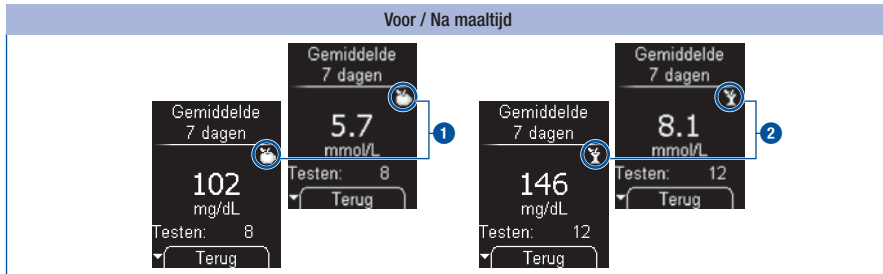 Voor / Na maaltijd
Gemiddelde
7 dagen
102
mg/dL
Testen: 8
Terug
Gemiddelde
7 dagen
5.7
mmol/L
Testen: 8
Terug
1
Gemiddelde
7 dagen
146
mg/dL
Testen: 12
Terug
Gemiddelde
7 dagen
8.1
mmol/L
Testen: 12
Terug
2